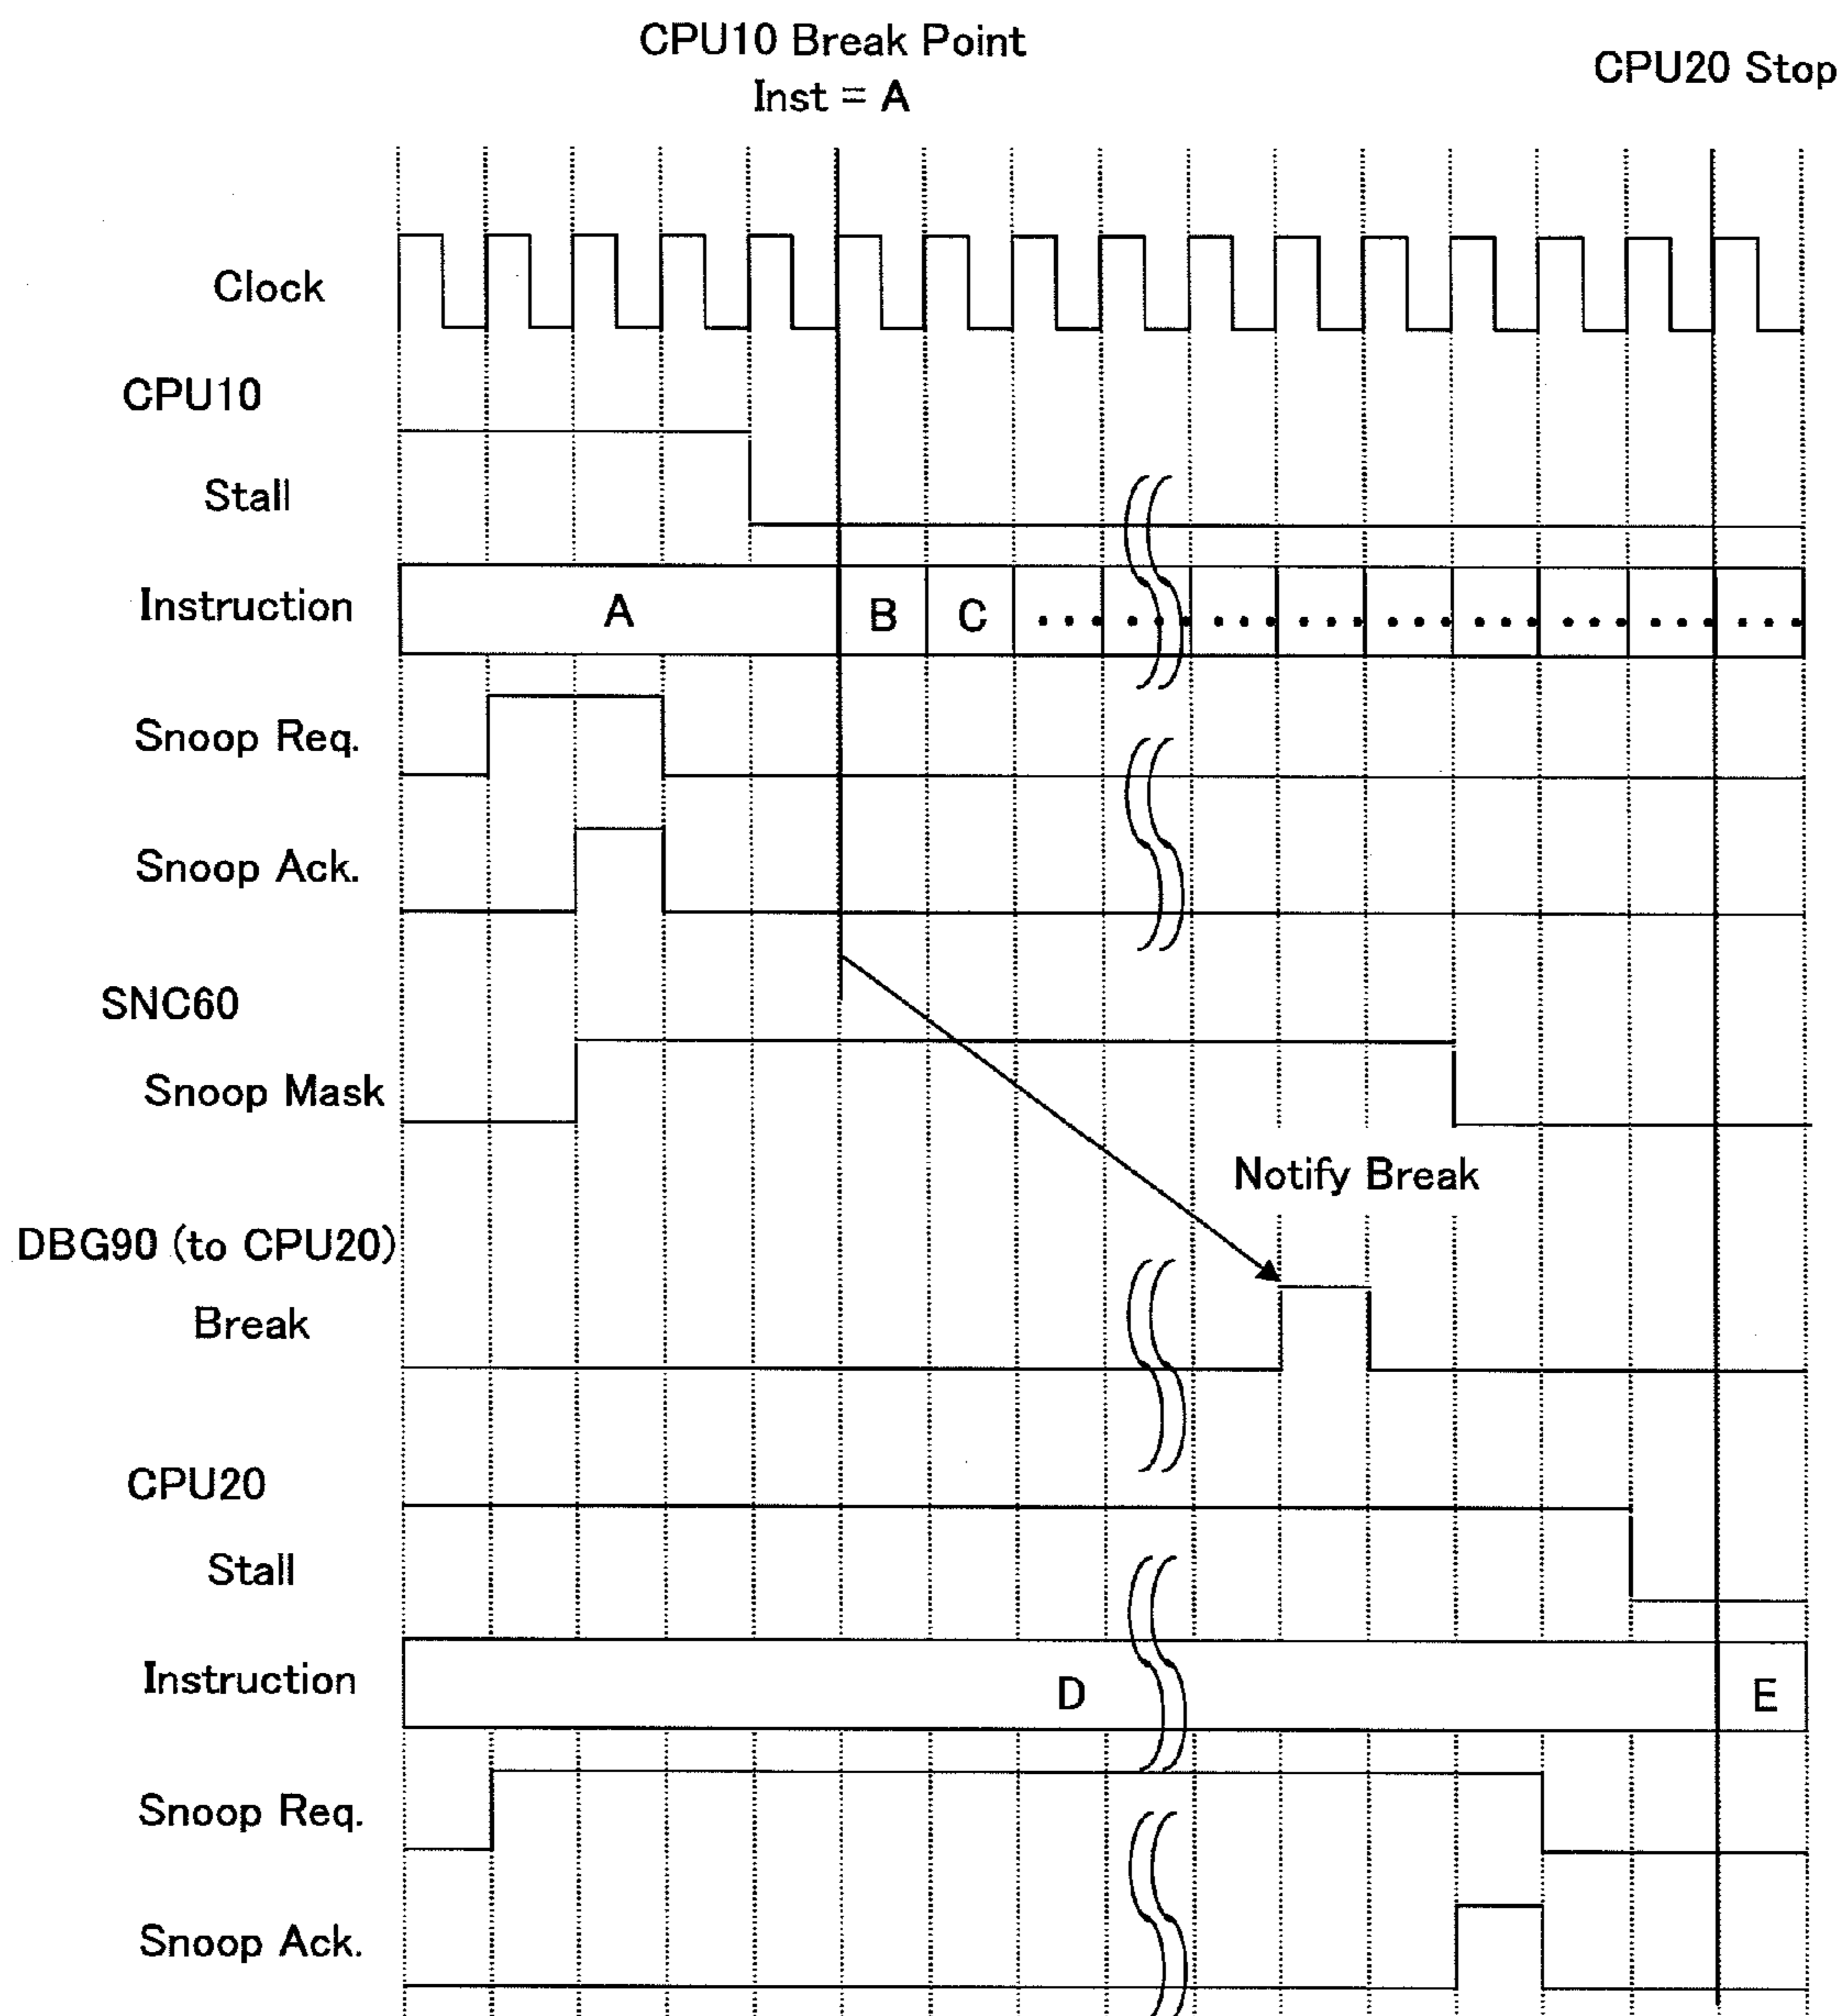 CPU10 Break Point
Inst = A
CPU20 Stop
Clock
CPU10
Stall
Instruction
A
B
C
• • •
• • •
• • •
• • •
• • •
• • •
• • •
• • •
• • •
Snoop Req.
Snoop Ack.
SNC60
Snoop Mask
Notify Break
DBG90 (to CPU20)
Break
CPU20
Stall
Instruction
D
E
Snoop Req.
Snoop Ack.